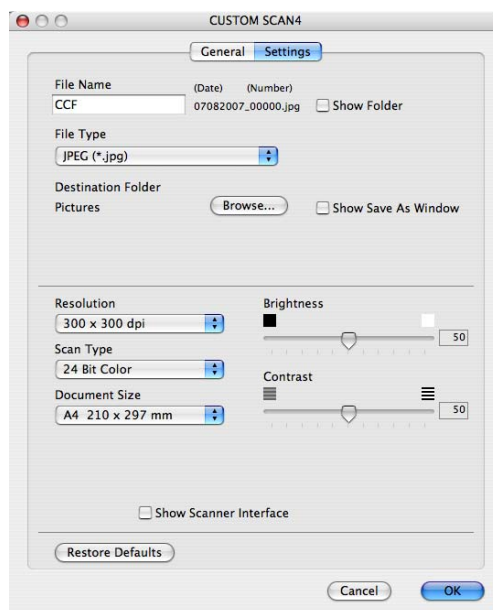 CUSTOM SCAN4
General Settings
File Name (Date) (Number)
CCF 07082007_00000.jpg Show Folder
File Type
JPEG (*.jpg)
Destination Folder
Pictures Browse... Show Save As Window
Resolution Brightness
300 x 300 dpi 50
Scan Type
24 Bit Color
Contrast
Document Size
A4 210 x 297 mm 50
Show Scanner Interface
Restore Defaults
Cancel OK